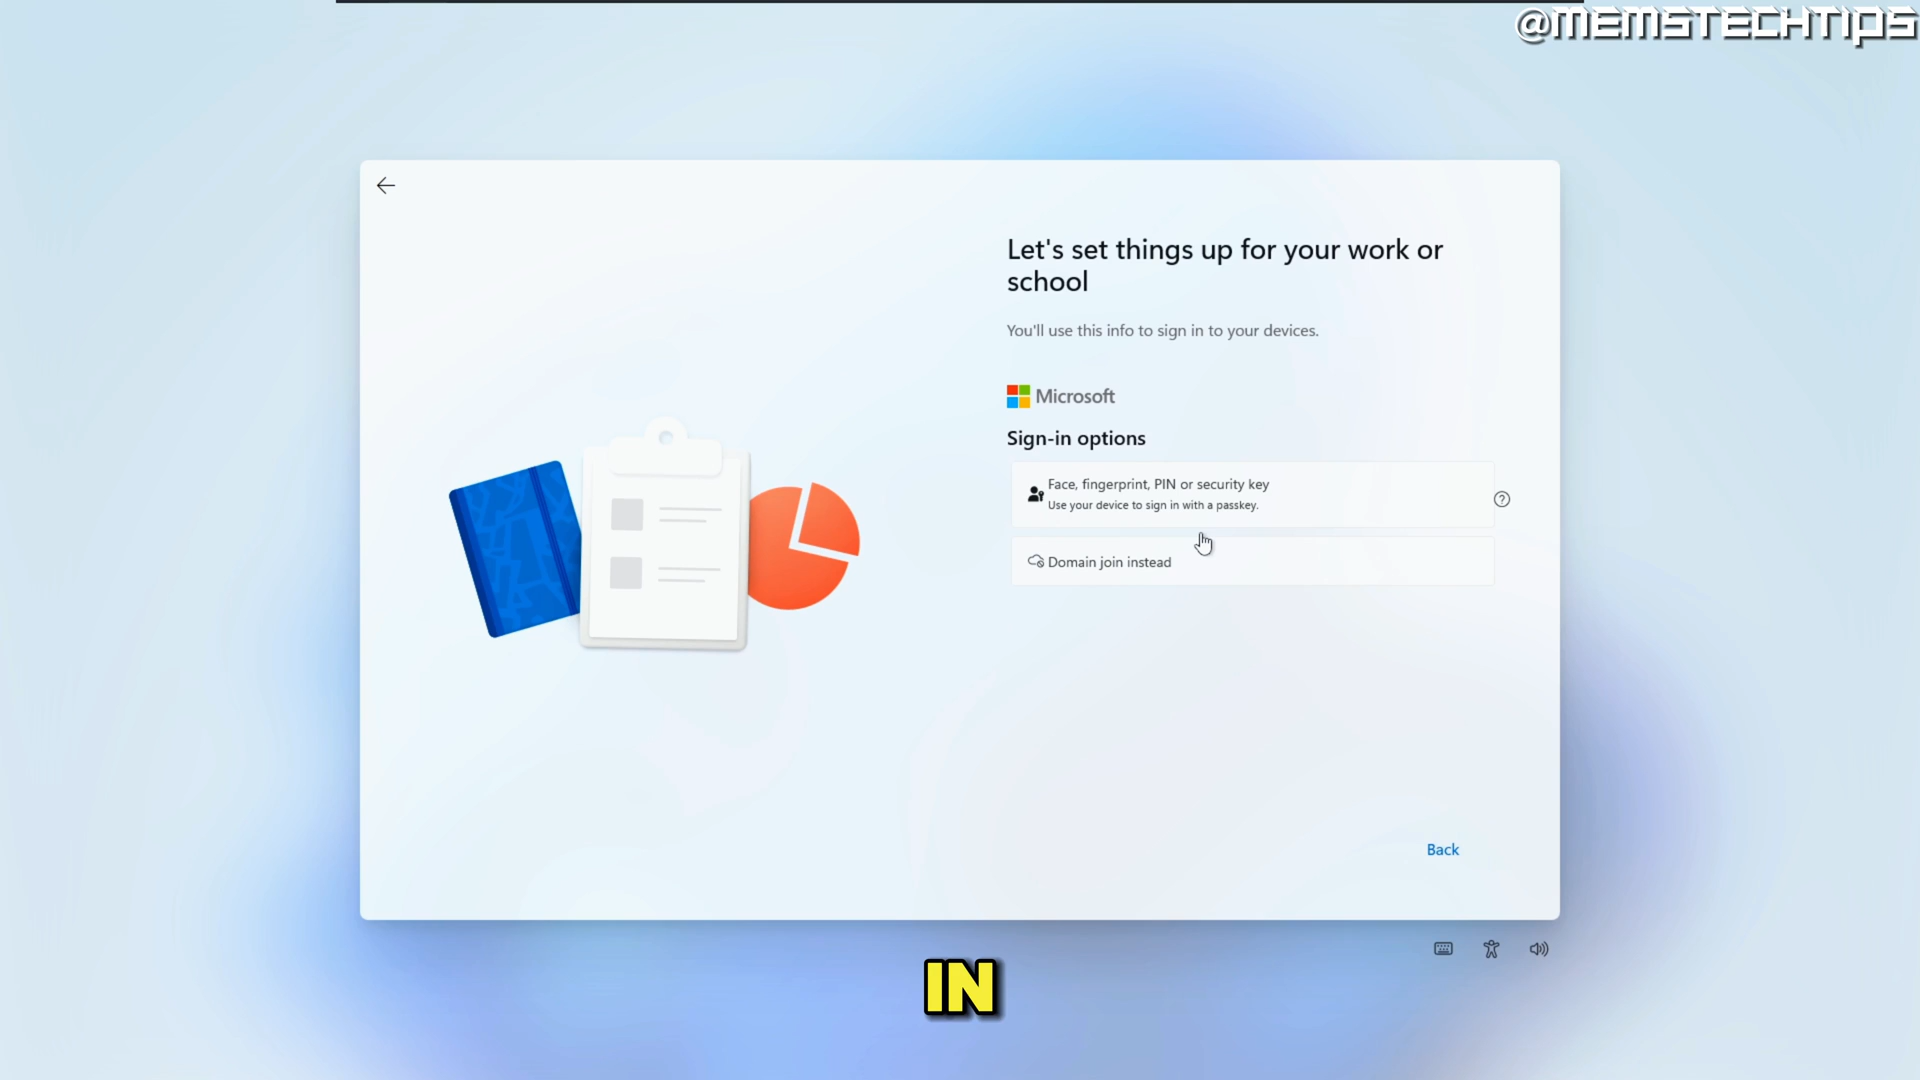 @MEMSTECHTIPS
Let's set things up for your work or
school
You'll use this info to sign in to your devices.
Microsoft
Sign-in options
Face, fingerprint, PIN or security key
Use your device to sign in with a passkey.
Domain join instead
Back
IN